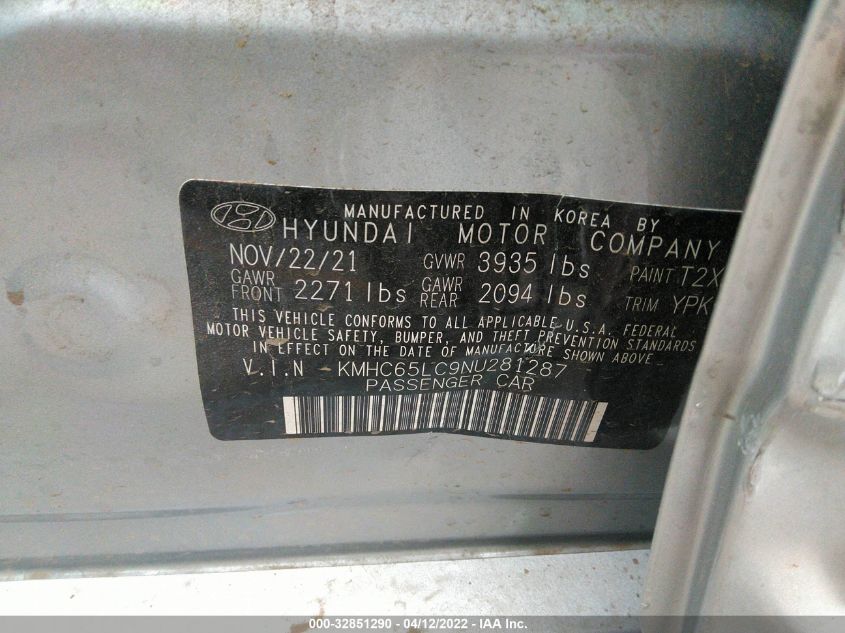 MANUFACTURED IN KOREA BY
HYUNDAI MOTOR COMPANY
NOV/22/21 GVWR 3935 lbs PAINT T2X
GAWR FRONT 2271 lbs GAWR REAR 2094 lbs TRIM YPK
THIS VEHICLE CONFORMS TO ALL APPLICABLE U.S.A. FEDERAL
MOTOR VEHICLE SAFETY, BUMPER, AND THEFT PREVENTION STANDARDS
IN EFFECT ON THE DATE OF MANUFACTURE SHOWN ABOVE
V.I.N - KMHC65LC9NU281287
PASSENGER CAR
000-32851290 - 04/12/2022 - IAA Inc.